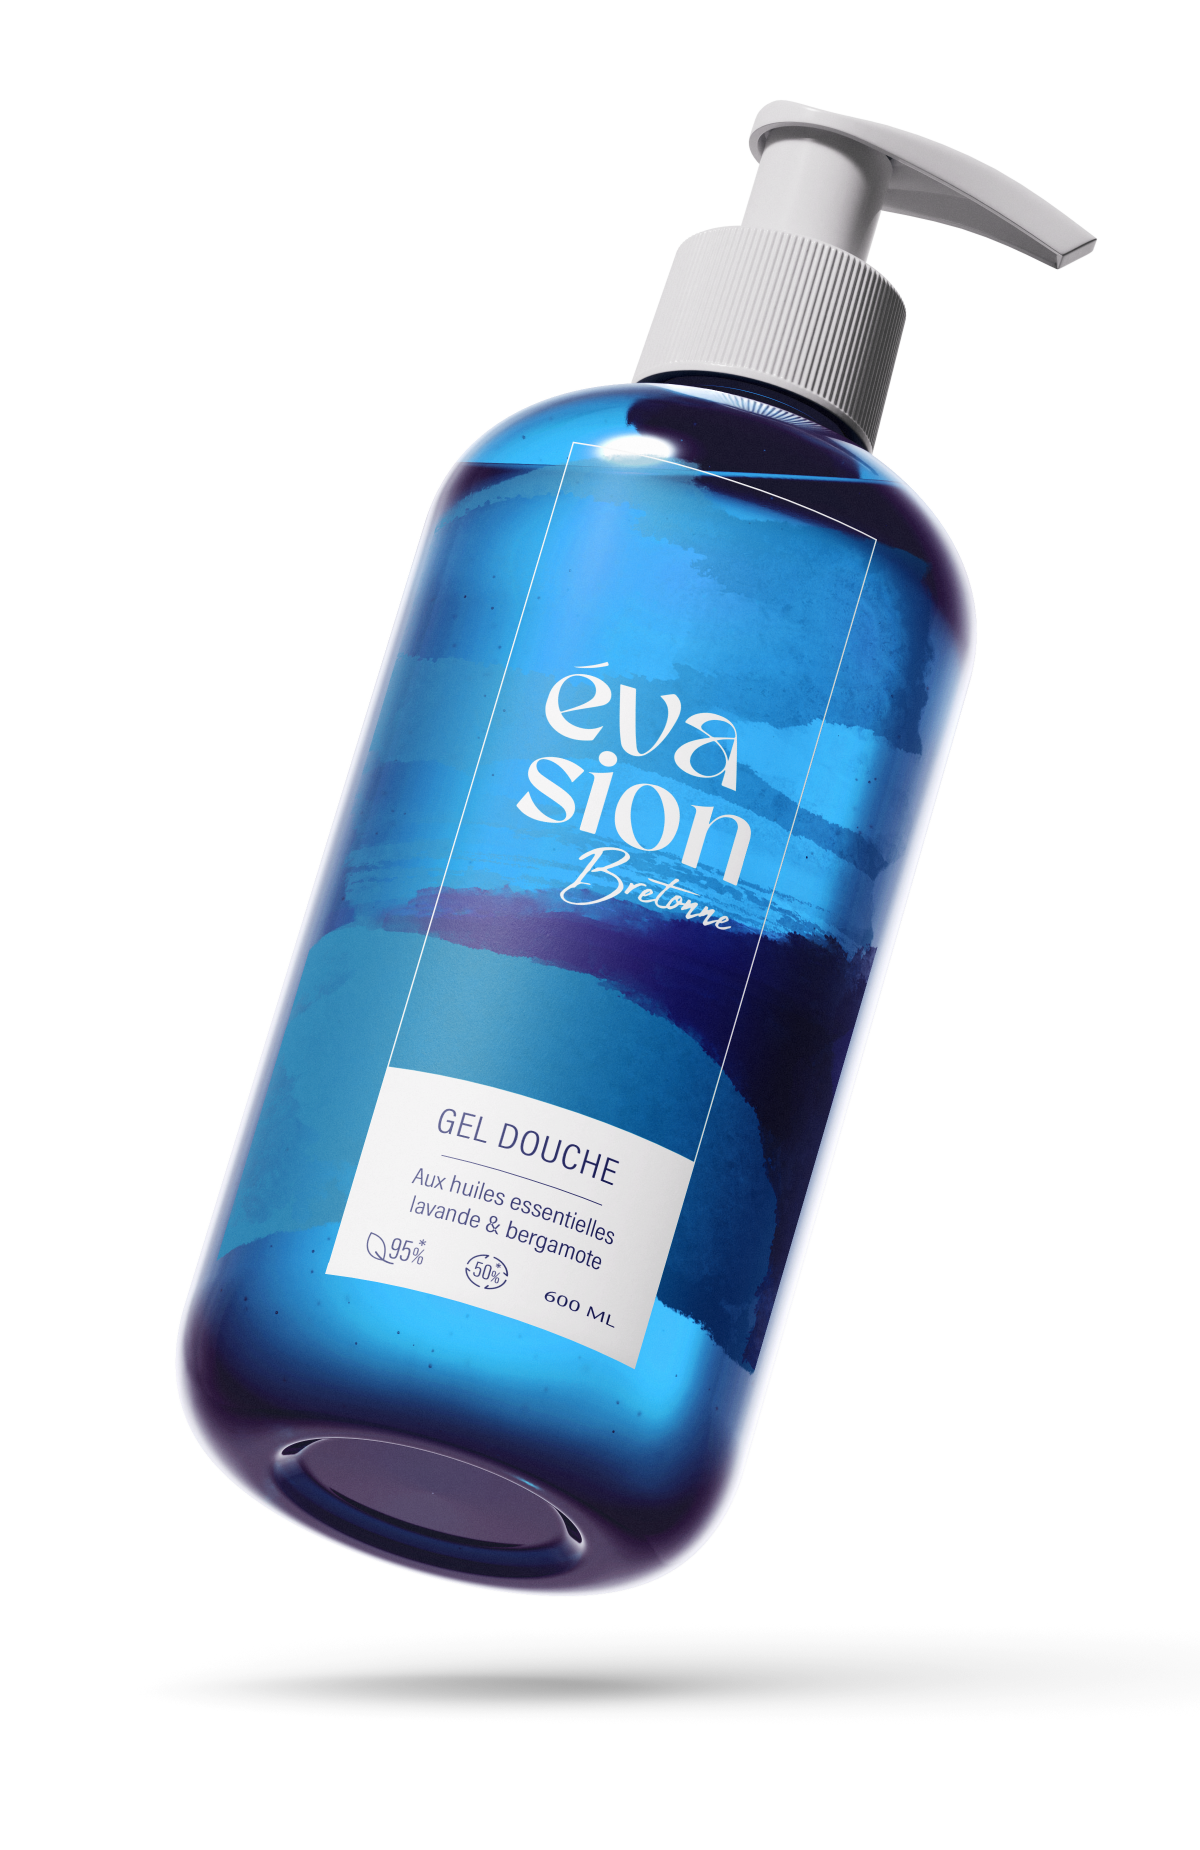 éva
sion
Bretonne
GEL DOUCHE
Aux huiles essentielles
lavande & bergamote
95%*
50%*
600 ML